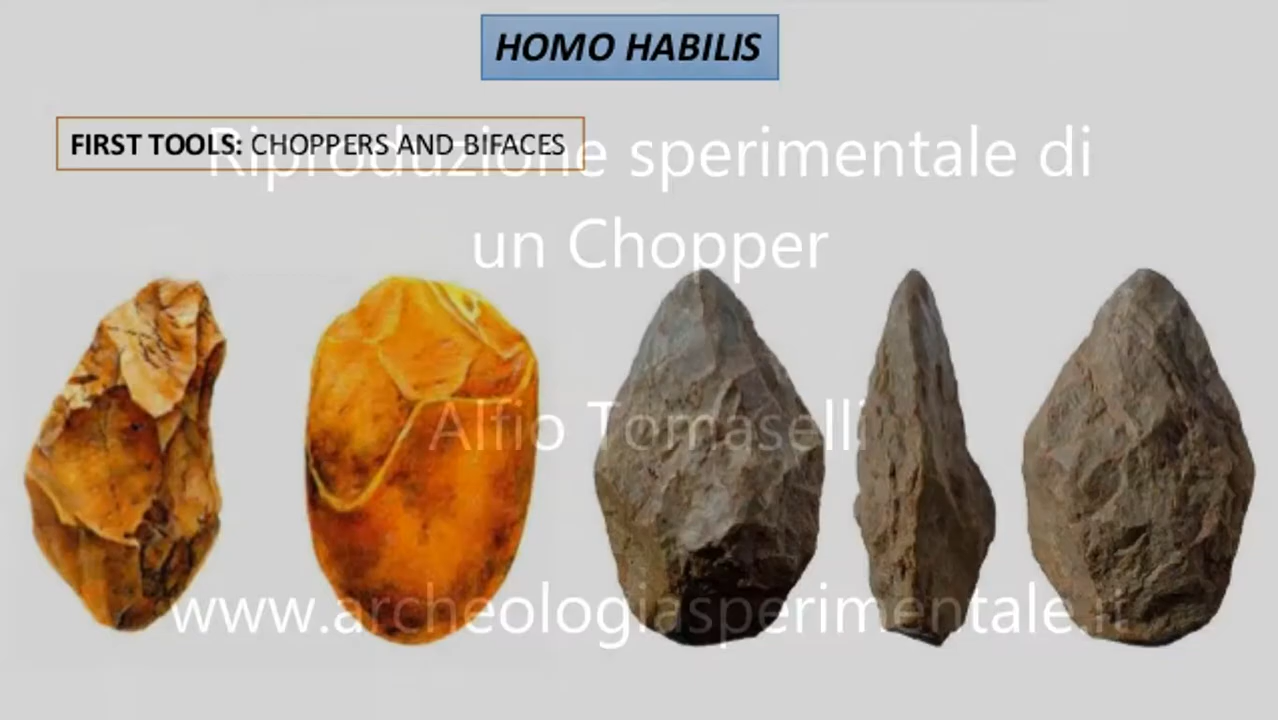 HOMO HABILIS
FIRST TOOLS: CHOPPERS AND BIFACES
Riproduzione sperimentale di
un Chopper
Alfio Tomaselli
www.archeologiasperimentale.it